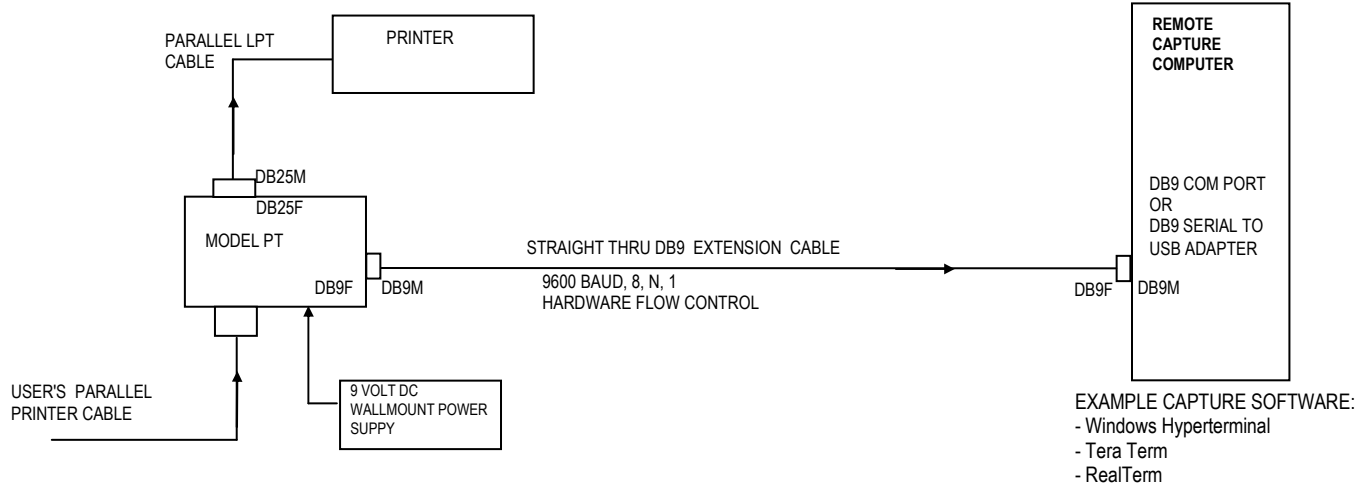 PARALLEL LPT
CABLE
PRINTER
REMOTE
CAPTURE
COMPUTER
DB25M
DB25F
MODEL PT
DB9F
DB9M
STRAIGHT THRU DB9 EXTENSION CABLE
9600 BAUD, 8, N, 1
HARDWARE FLOW CONTROL
DB9 COM PORT
OR
DB9 SERIAL TO
USB ADAPTER
DB9F
DB9M
USER'S PARALLEL
PRINTER CABLE
9 VOLT DC
WALLMOUNT POWER
SUPPY
EXAMPLE CAPTURE SOFTWARE:
- Windows Hyperterminal
- Tera Term
- RealTerm